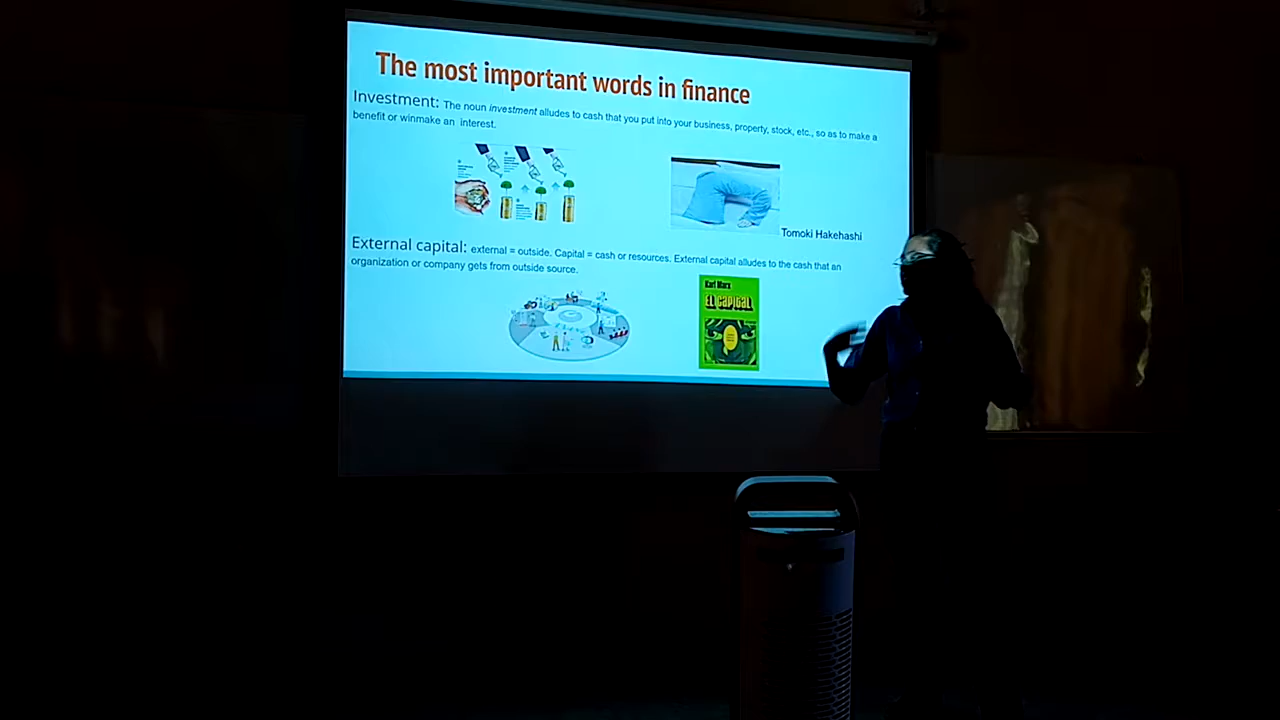 The most important words in finance
Investment: The noun investment alludes to cash that you put into your business, property, stock, etc., so as to make a
benefit or winmake an interest.
Tomoki Hakehashi
External capital: external = outside. Capital = cash or resources. External capital alludes to the cash that an
organization or company gets from outside source.
Karl Marx
EL CAPITAL